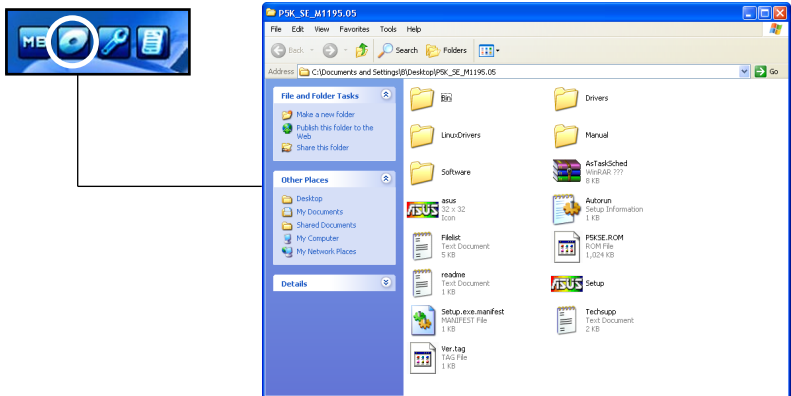 MB
P5K_SE_M1195.05
File Edit View Favorites Tools Help
Back Search Folders
Address C:\Documents and Settings\B\Desktop\P5K_SE_M1195.05 Go
File and Folder Tasks
Make a new folder
Publish this folder to the
Web
Share this folder
Other Places
Desktop
My Documents
Shared Documents
My Computer
My Network Places
Details
Bin
Drivers
LinuxDrivers
Manual
Software
AsTaskSched
WinRAR ???
8 KB
ASUS
asus
32 x 32
Icon
Autorun
Setup Information
1 KB
Filelist
Text Document
5 KB
P5KSE.ROM
ROM File
1,024 KB
readme
Text Document
1 KB
ASUS
Setup
Setup.exe.manifest
MANIFEST File
1 KB
Techsupp
Text Document
2 KB
Ver.tag
TAG File
1 KB